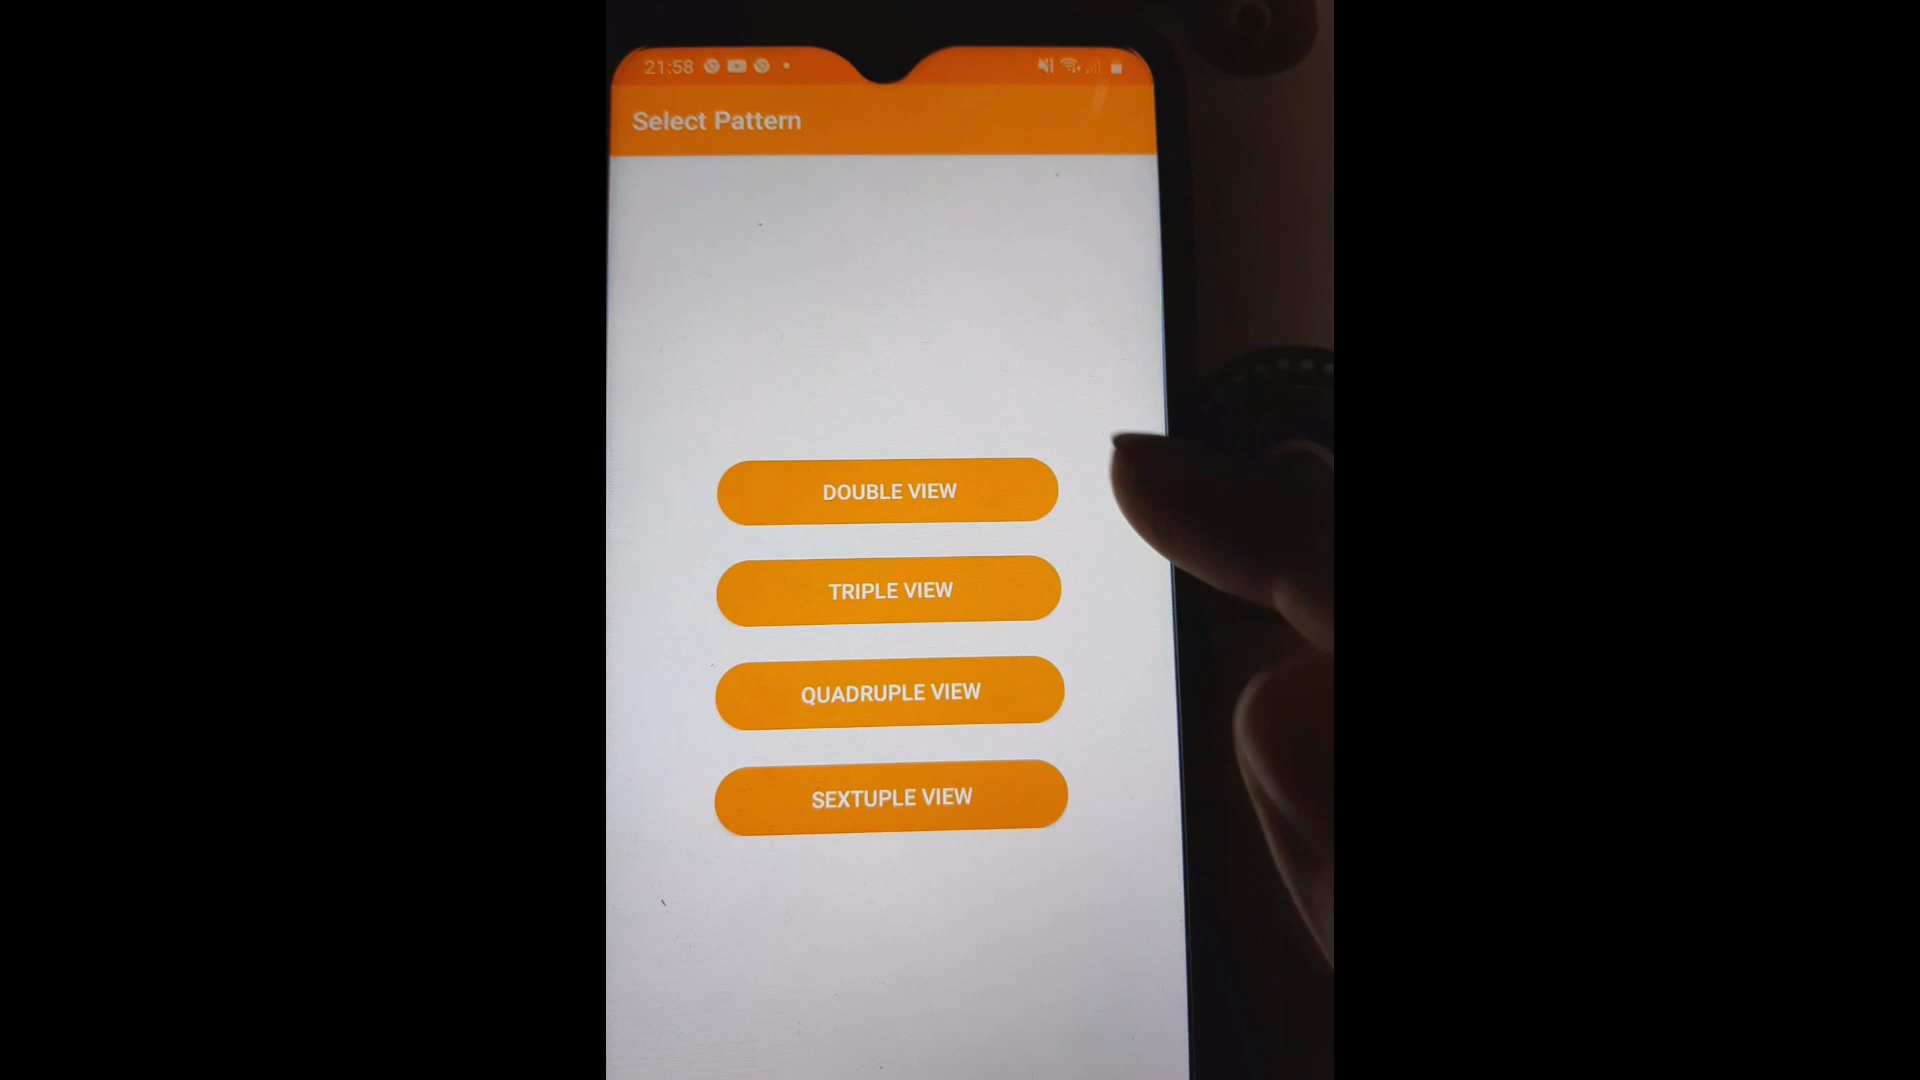 21:58
Select Pattern
DOUBLE VIEW
TRIPLE VIEW
QUADRUPLE VIEW
SEXTUPLE VIEW